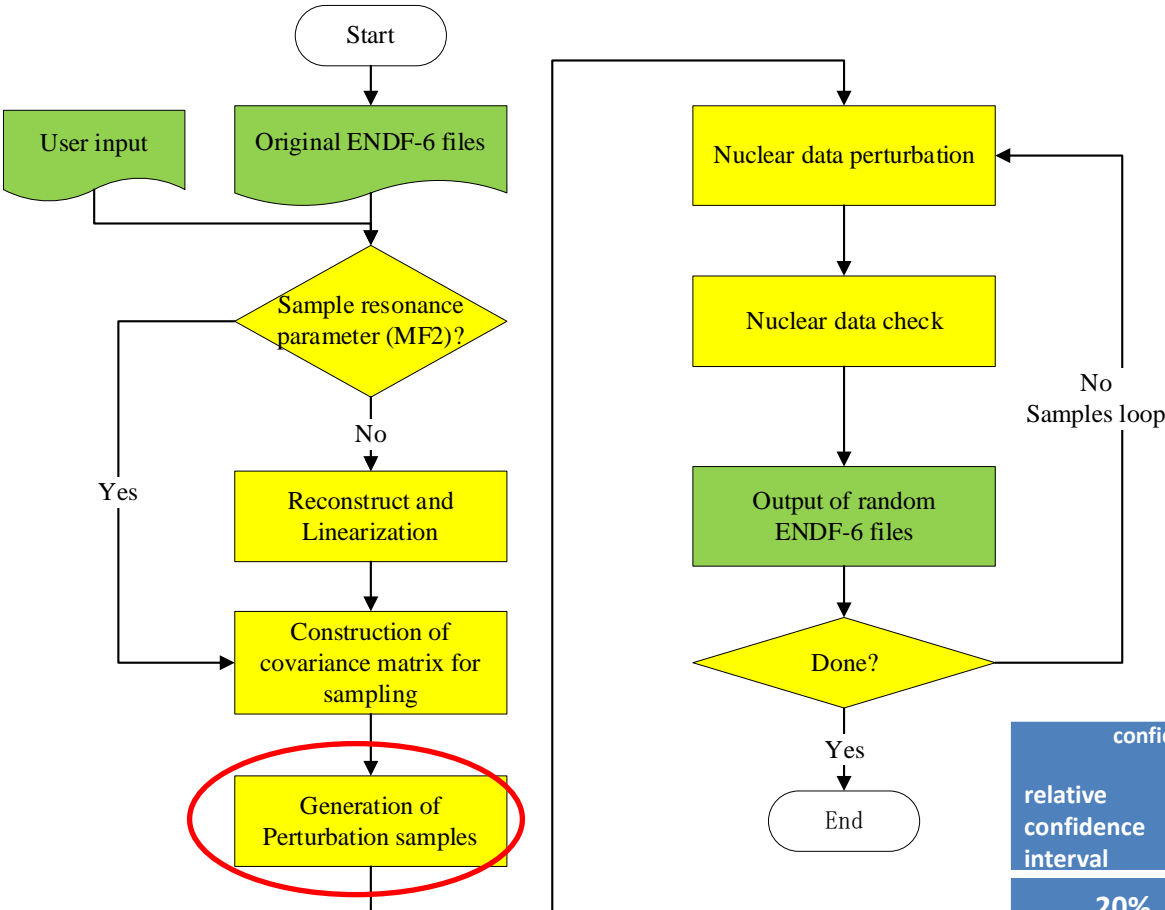 Start
User input
Original ENDF-6 files
Sample resonance
parameter (MF2)?
No
Yes
Reconstruct and
Linearization
Construction of
covariance matrix for
sampling
Generation of
Perturbation samples
Nuclear data perturbation
Nuclear data check
No
Samples loop
Output of random
ENDF-6 files
Done?
Yes
End
relative
confidence
interval
20%